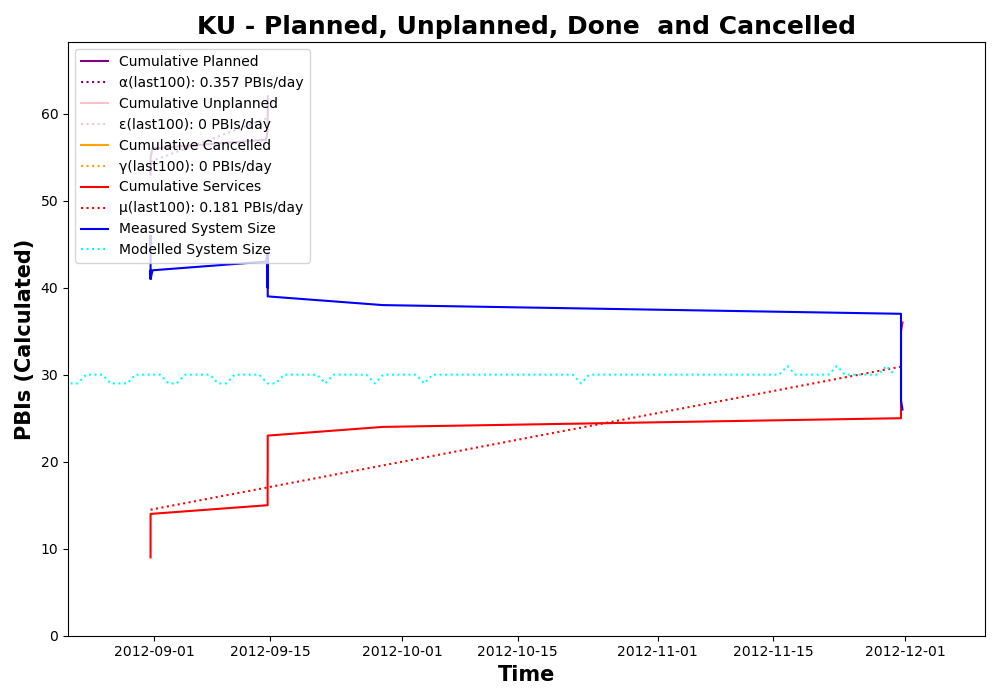 KU - Planned, Unplanned, Done  and Cancelled
Cumulative Planned
α(last100): 0.357 PBIs/day
Cumulative Unplanned
ε(last100): 0 PBIs/day
Cumulative Cancelled
γ(last100): 0 PBIs/day
Cumulative Services
μ(last100): 0.181 PBIs/day
Measured System Size
Modelled System Size
PBIs (Calculated)
60
50
40
30
20
10
0
2012-09-01
2012-09-15
2012-10-01
2012-10-15
2012-11-01
2012-11-15
2012-12-01
Time